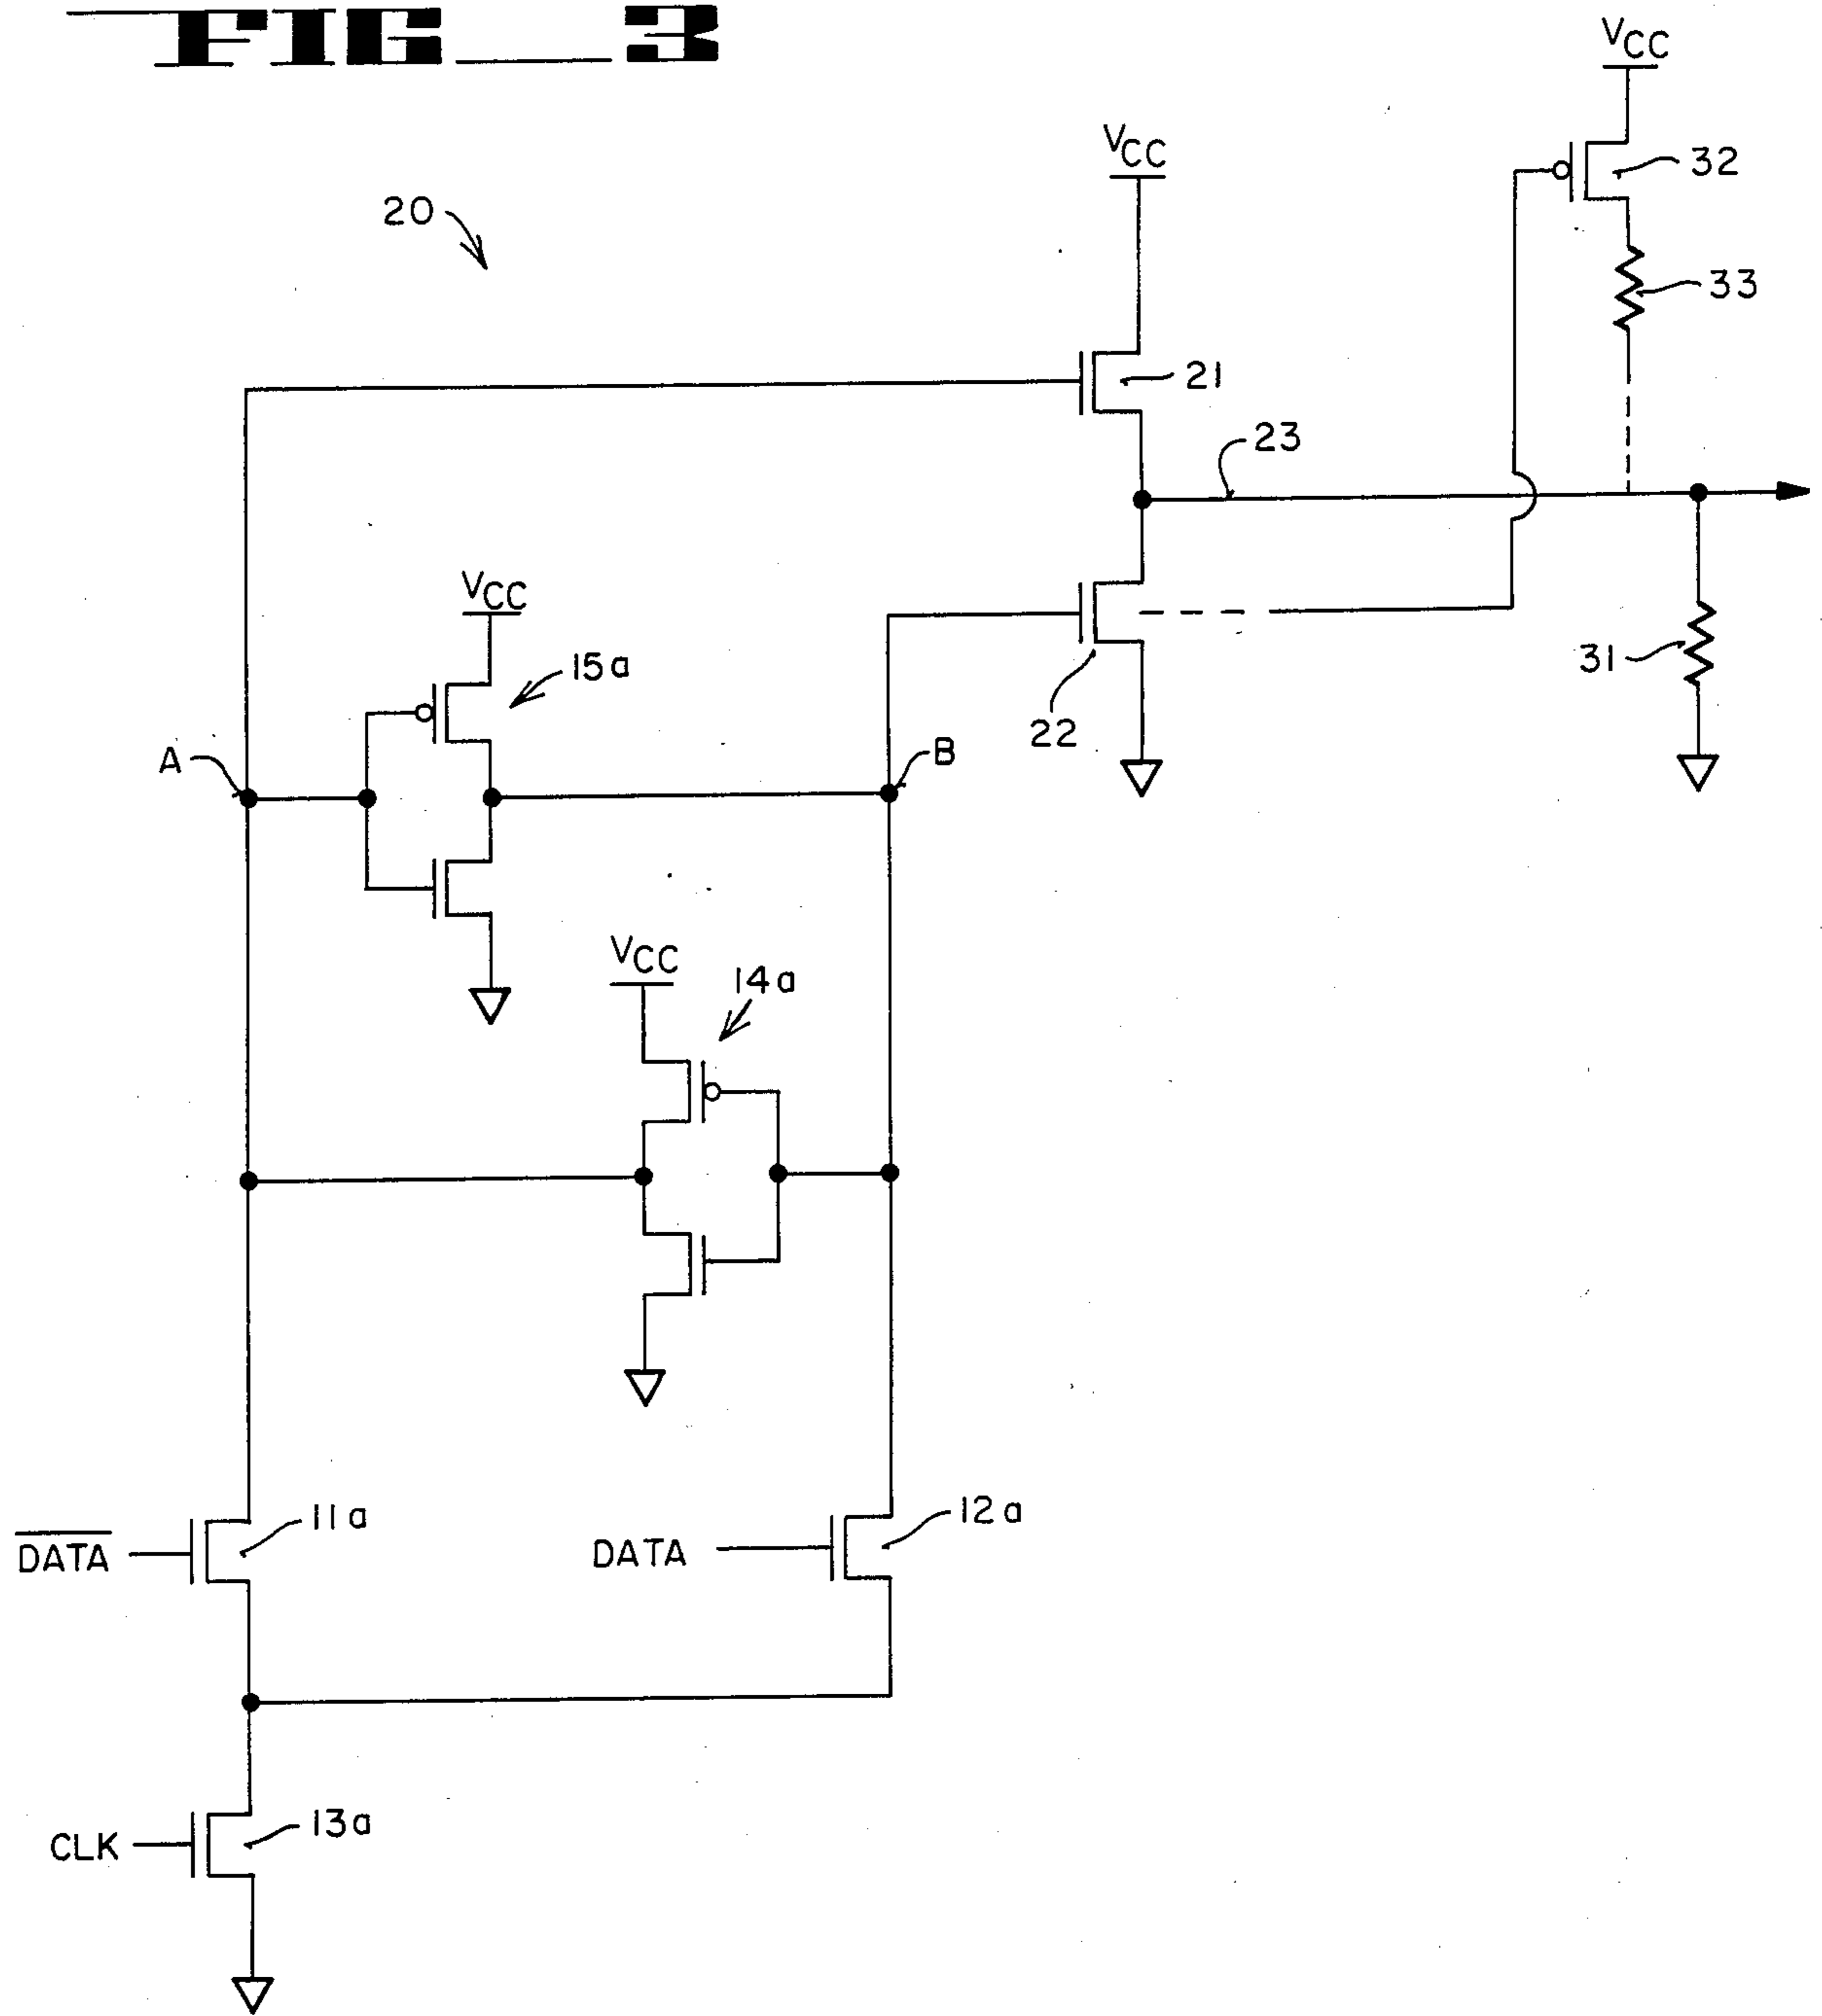 FIG_3
VCC
VCC
32
20
33
21
23
VCC
15a
31
22
A
B
VCC
14a
11a
12a
DATA
DATA
13a
CLK